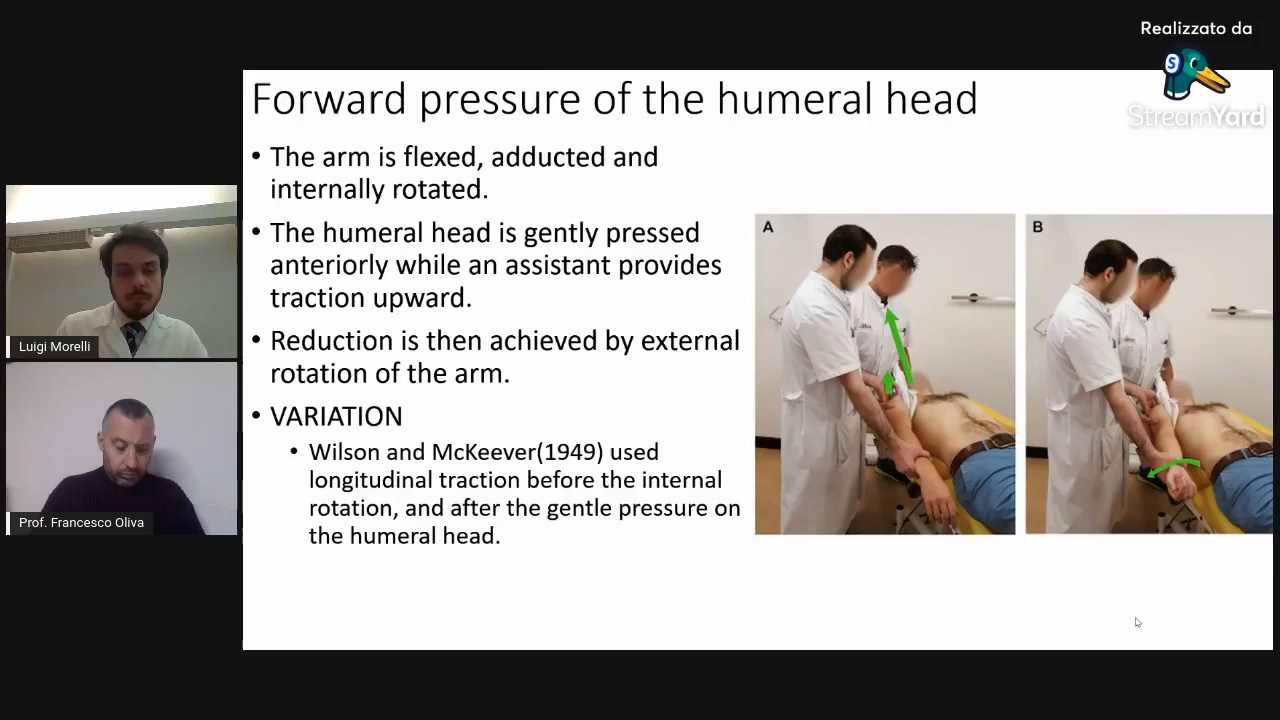 Realizzato da
S
StreamYard
Forward pressure of the humeral head
• The arm is flexed, adducted and
internally rotated.
• The humeral head is gently pressed
anteriorly while an assistant provides
traction upward.
• Reduction is then achieved by external
rotation of the arm.
• VARIATION
• Wilson and McKeever(1949) used
longitudinal traction before the internal
rotation, and after the gentle pressure on
the humeral head.
A
B
Luigi Morelli
Prof. Francesco Oliva